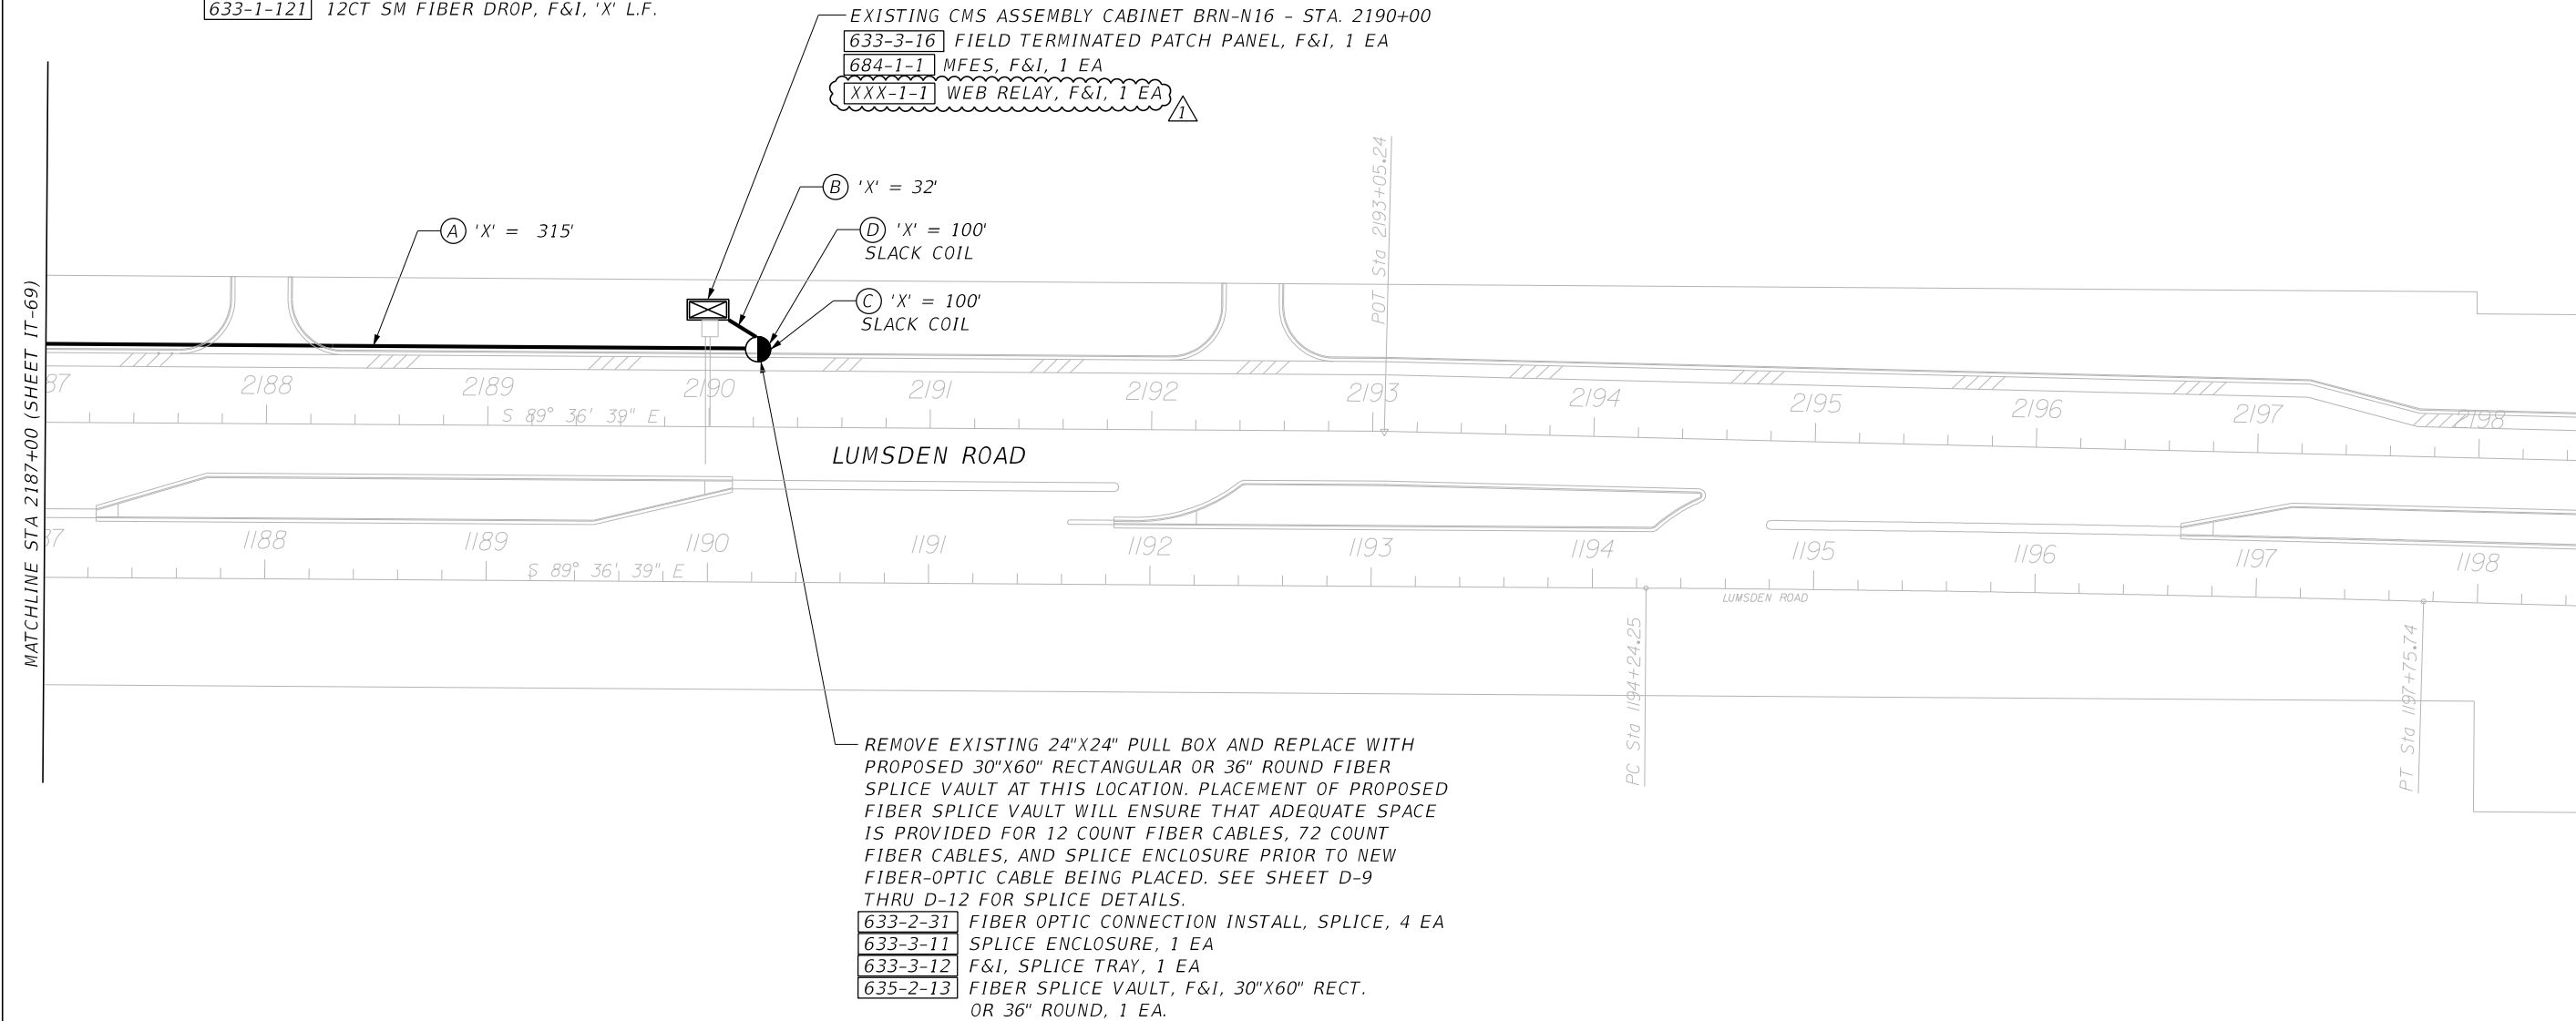 633-1-121 12CT SM FIBER DROP, F&I, 'X' L.F.
EXISTING CMS ASSEMBLY CABINET BRN-N16 - STA. 2190+00
633-3-16 FIELD TERMINATED PATCH PANEL, F&I, 1 EA
684-1-1 MFES, F&I, 1 EA
XXX-1-1 WEB RELAY, F&I, 1 EA
1
B 'X' = 32'
A 'X' = 315'
D 'X' = 100'
SLACK COIL
C 'X' = 100'
SLACK COIL
POT Sta 2193+05.24
MATCHLINE STA 2187+00 (SHEET IT-69)
87 2188 2189 2190 2191 2192 2193 2194 2195 2196 2197 2198
S 89° 36' 39" E
LUMSDEN ROAD
87 1188 1189 1190 1191 1192 1193 1194 1195 1196 1197 1198
S 89° 36' 39" E
LUMSDEN ROAD
PC Sta 1194+24.25
PT Sta 1197+75.74
REMOVE EXISTING 24"X24" PULL BOX AND REPLACE WITH
PROPOSED 30"X60" RECTANGULAR OR 36" ROUND FIBER
SPLICE VAULT AT THIS LOCATION. PLACEMENT OF PROPOSED
FIBER SPLICE VAULT WILL ENSURE THAT ADEQUATE SPACE
IS PROVIDED FOR 12 COUNT FIBER CABLES, 72 COUNT
FIBER CABLES, AND SPLICE ENCLOSURE PRIOR TO NEW
FIBER-OPTIC CABLE BEING PLACED. SEE SHEET D-9
THRU D-12 FOR SPLICE DETAILS.
633-2-31 FIBER OPTIC CONNECTION INSTALL, SPLICE, 4 EA
633-3-11 SPLICE ENCLOSURE, 1 EA
633-3-12 F&I, SPLICE TRAY, 1 EA
635-2-13 FIBER SPLICE VAULT, F&I, 30"X60" RECT.
OR 36" ROUND, 1 EA.